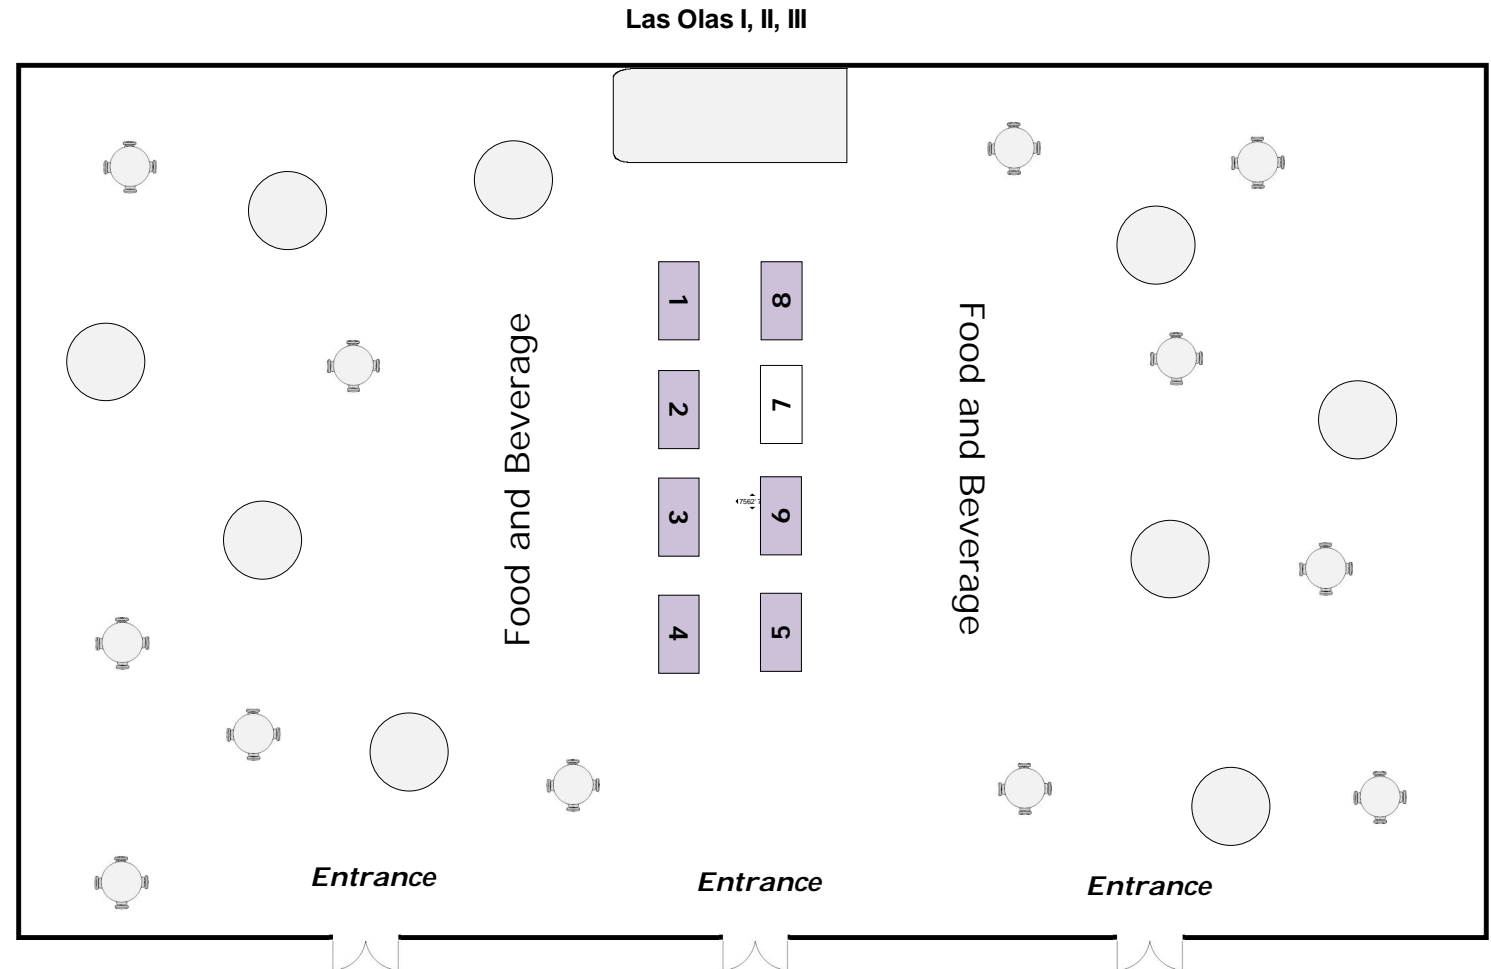 Las Olas I, II, III
Food and Beverage
1
2
3
4
8
7
6
5
Food and Beverage
Entrance
Entrance
Entrance